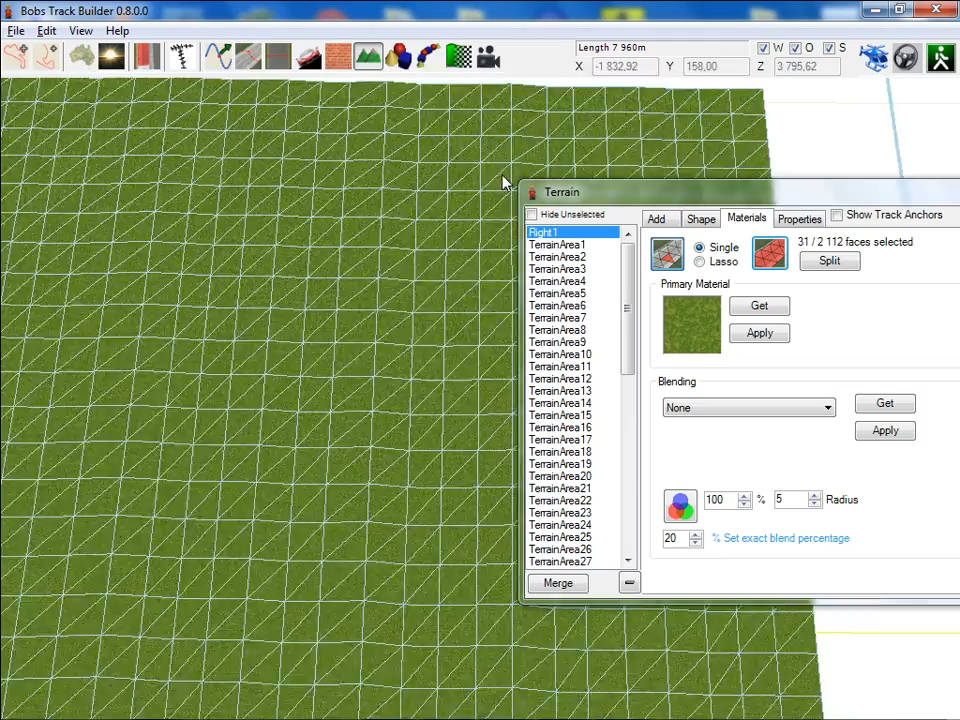 Bobs Track Builder 0.8.0.0
File Edit View Help
Length 7 960m
W O S
X -1 832,92 Y 158,00 Z 3 795,62
Terrain
Hide Unselected
Add Shape Materials Properties Show Track Anchors
Right1
TerrainArea1
TerrainArea2
TerrainArea3
TerrainArea4
TerrainArea5
TerrainArea6
TerrainArea7
TerrainArea8
TerrainArea9
TerrainArea10
TerrainArea11
TerrainArea12
TerrainArea13
TerrainArea14
TerrainArea15
TerrainArea16
TerrainArea17
TerrainArea18
TerrainArea19
TerrainArea20
TerrainArea21
TerrainArea22
TerrainArea23
TerrainArea24
TerrainArea25
TerrainArea26
TerrainArea27
Merge
Single
Lasso
31 / 2 112 faces selected
Split
Primary Material
Get
Apply
Blending
None
Get
Apply
100 % 5 Radius
20 % Set exact blend percentage